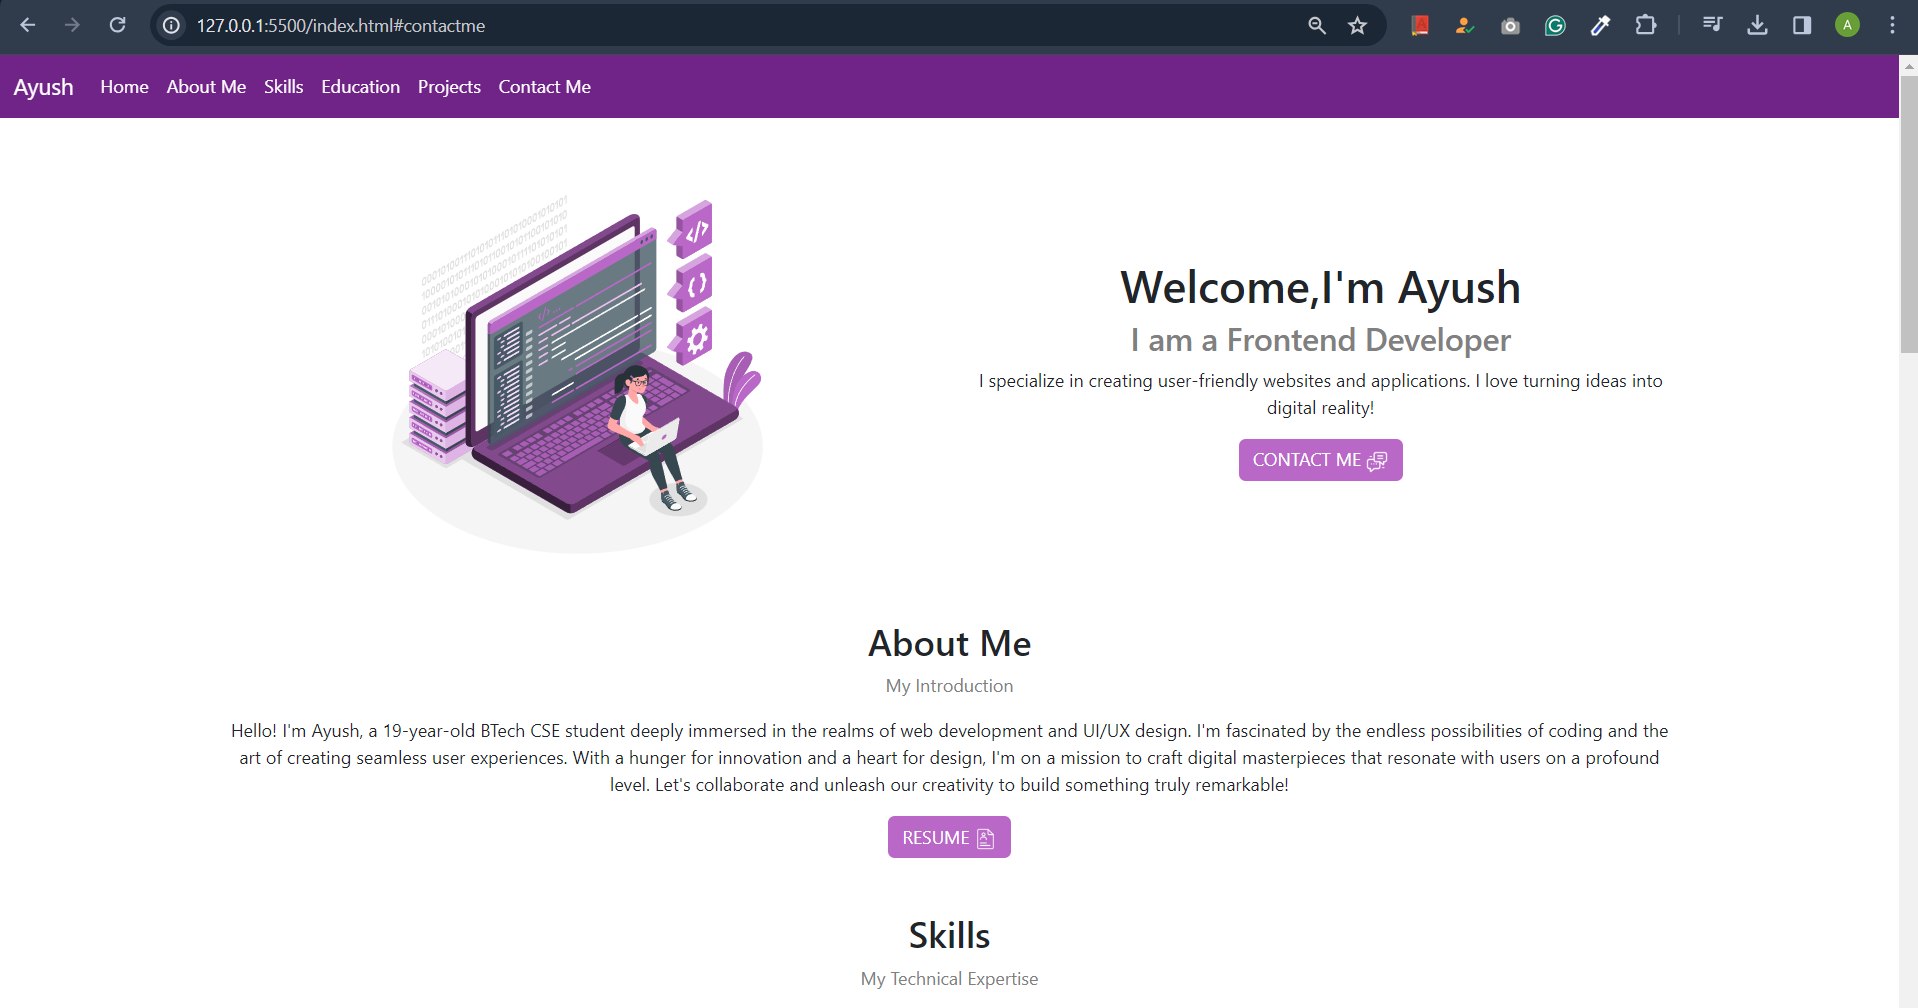 127.0.0.1:5500/index.html#contactme
A
Ayush Home About Me Skills Education Projects Contact Me
Welcome,I'm Ayush
I am a Frontend Developer
I specialize in creating user-friendly websites and applications. I love turning ideas into
digital reality!
CONTACT ME
About Me
My Introduction
Hello! I'm Ayush, a 19-year-old BTech CSE student deeply immersed in the realms of web development and UI/UX design. I'm fascinated by the endless possibilities of coding and the
art of creating seamless user experiences. With a hunger for innovation and a heart for design, I'm on a mission to craft digital masterpieces that resonate with users on a profound
level. Let's collaborate and unleash our creativity to build something truly remarkable!
RESUME
Skills
My Technical Expertise